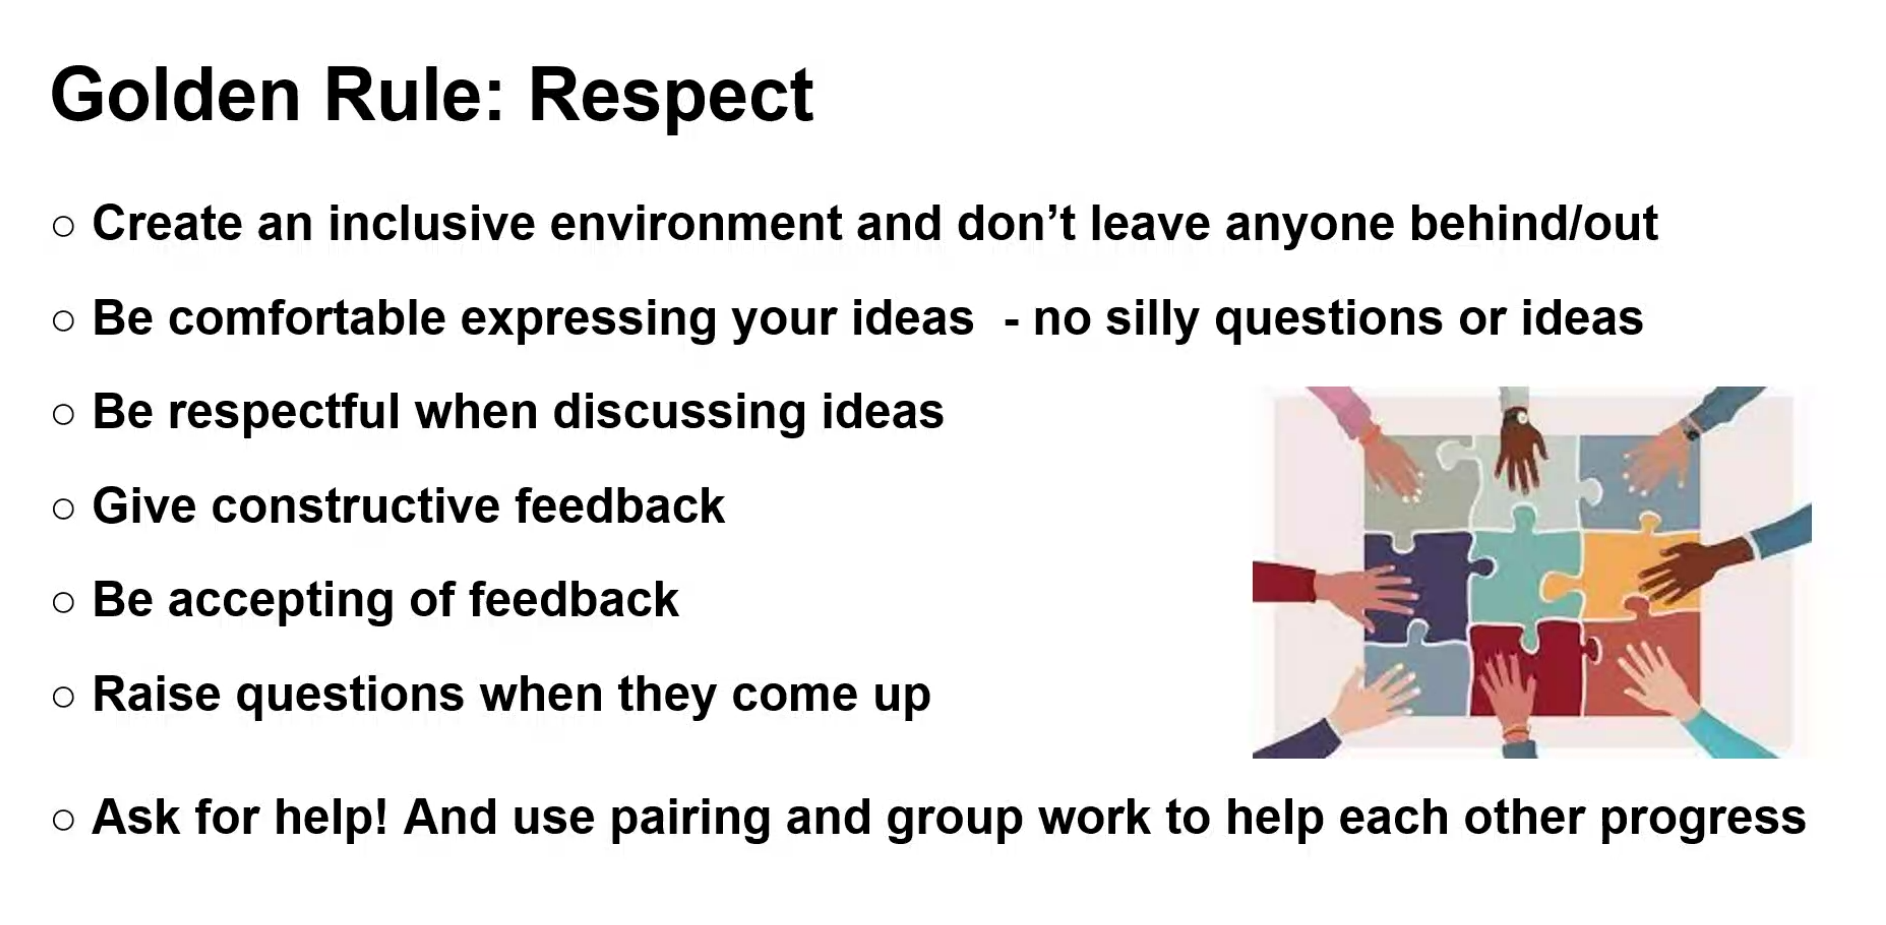 Golden Rule: Respect
○ Create an inclusive environment and don’t leave anyone behind/out
○ Be comfortable expressing your ideas  - no silly questions or ideas
○ Be respectful when discussing ideas
○ Give constructive feedback
○ Be accepting of feedback
○ Raise questions when they come up
○ Ask for help! And use pairing and group work to help each other progress